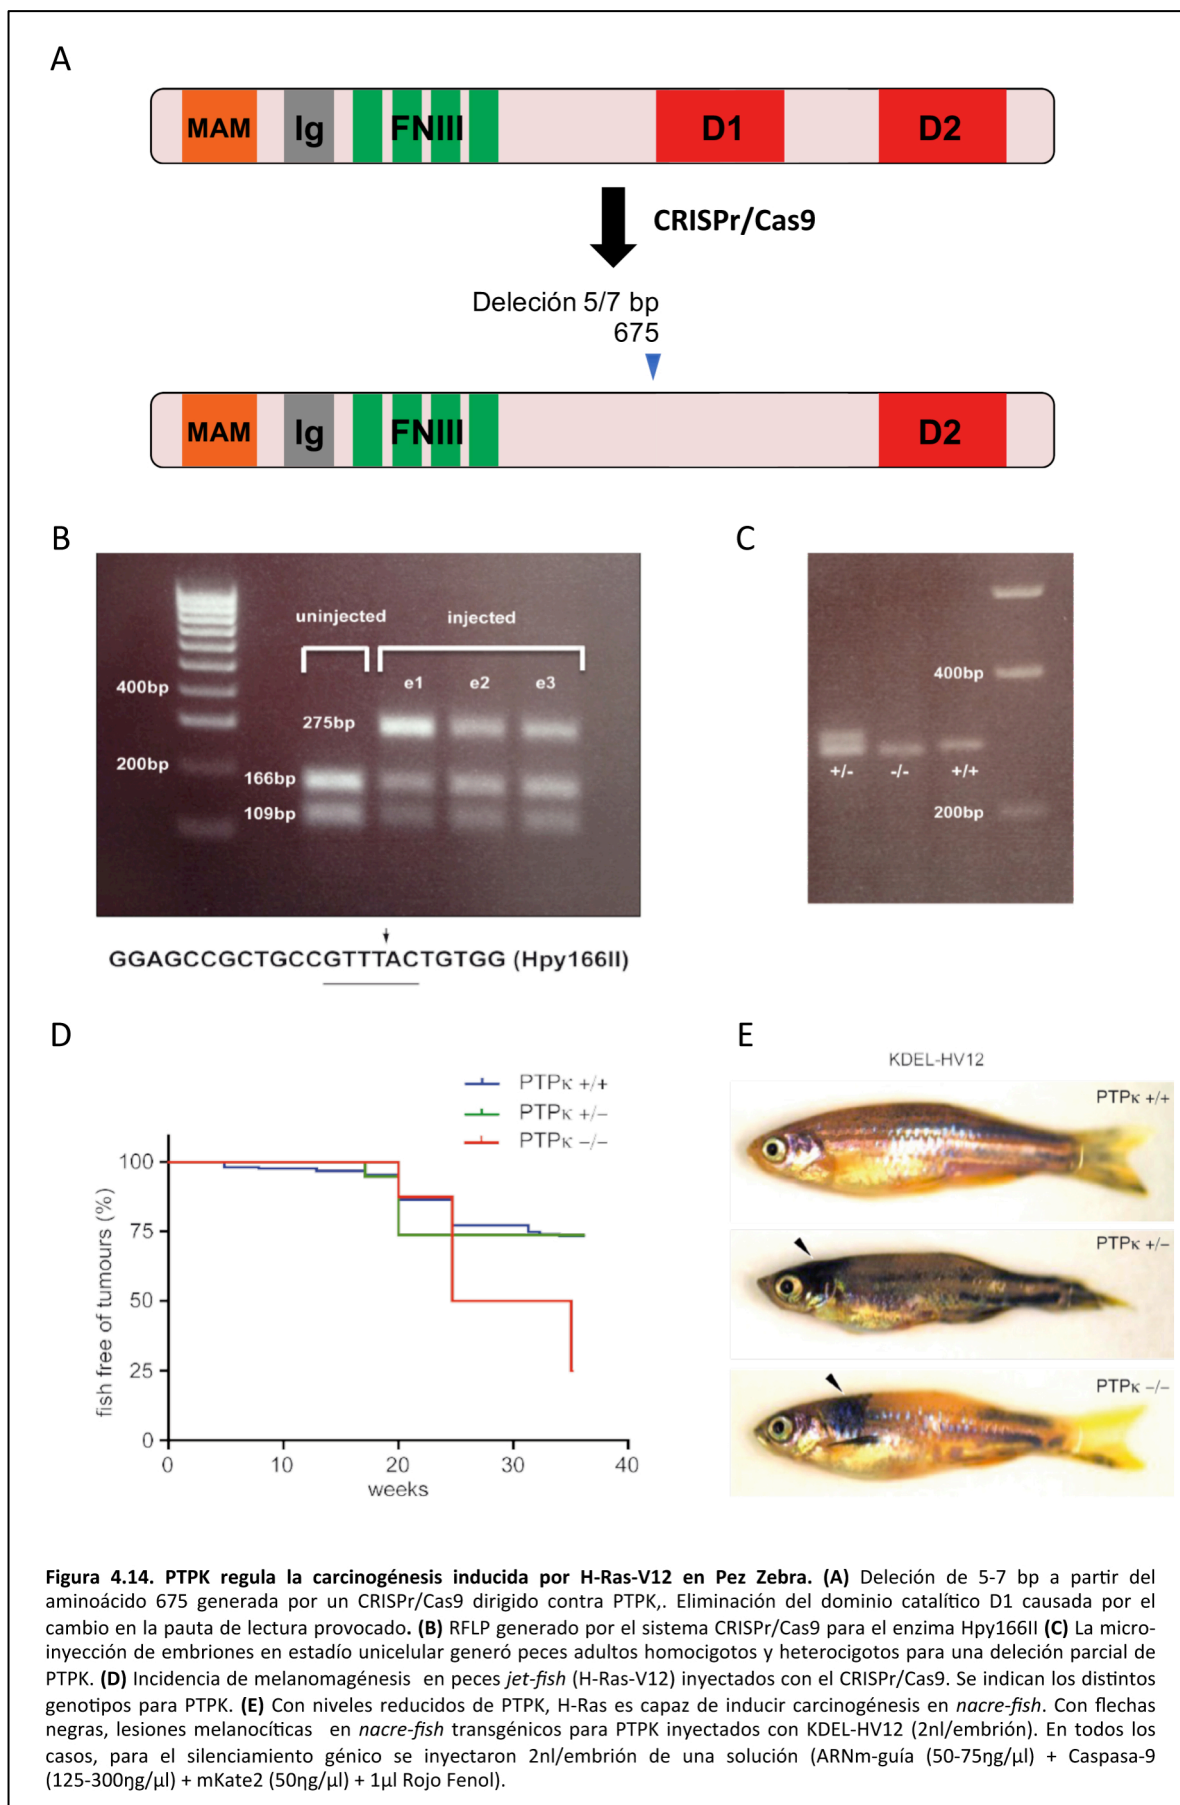 A
MAM Ig FNIII D1 D2
CRISPr/Cas9
Deleción 5/7 bp
675
MAM Ig FNIII D2
B
uninjected injected
e1 e2 e3
400bp
275bp
200bp
166bp
109bp
GGAGCCGCTGCCGTTTACTGTGG (Hpy166II)
C
400bp
+/- -/- +/+
200bp
D
PTPκ +/+
PTPκ +/−
PTPκ −/−
fish free of tumours (%)
100
75
50
25
0
0 10 20 30 40
weeks
E
KDEL-HV12
PTPκ +/+
PTPκ +/−
PTPκ −/−
Figura 4.14. PTPK regula la carcinogénesis inducida por H-Ras-V12 en Pez Zebra. (A) Deleción de 5-7 bp a partir del
aminoácido 675 generada por un CRISPr/Cas9 dirigido contra PTPK,. Eliminación del dominio catalítico D1 causada por el
cambio en la pauta de lectura provocado. (B) RFLP generado por el sistema CRISPr/Cas9 para el enzima Hpy166II (C) La micro-
inyección de embriones en estadío unicelular generó peces adultos homocigotos y heterocigotos para una deleción parcial de
PTPK. (D) Incidencia de melanomagénesis en peces jet-fish (H-Ras-V12) inyectados con el CRISPr/Cas9. Se indican los distintos
genotipos para PTPK. (E) Con niveles reducidos de PTPK, H-Ras es capaz de inducir carcinogénesis en nacre-fish. Con flechas
negras, lesiones melanocíticas en nacre-fish transgénicos para PTPK inyectados con KDEL-HV12 (2nl/embrión). En todos los
casos, para el silenciamiento génico se inyectaron 2nl/embrión de una solución (ARNm-guía (50-75ŋg/µl) + Caspasa-9
(125-300ŋg/µl) + mKate2 (50ŋg/µl) + 1µl Rojo Fenol).